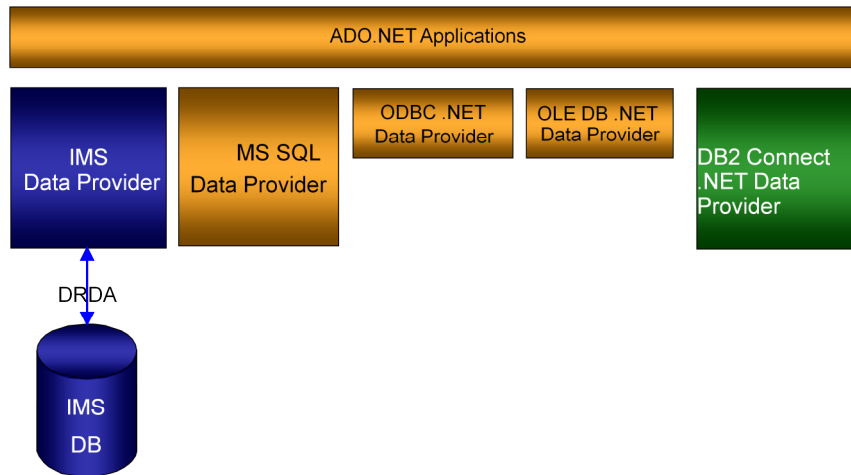 ADO.NET Applications
IMS
Data Provider
MS SQL
Data Provider
ODBC .NET
Data Provider
OLE DB .NET
Data Provider
DB2 Connect
.NET Data
Provider
DRDA
IMS
DB